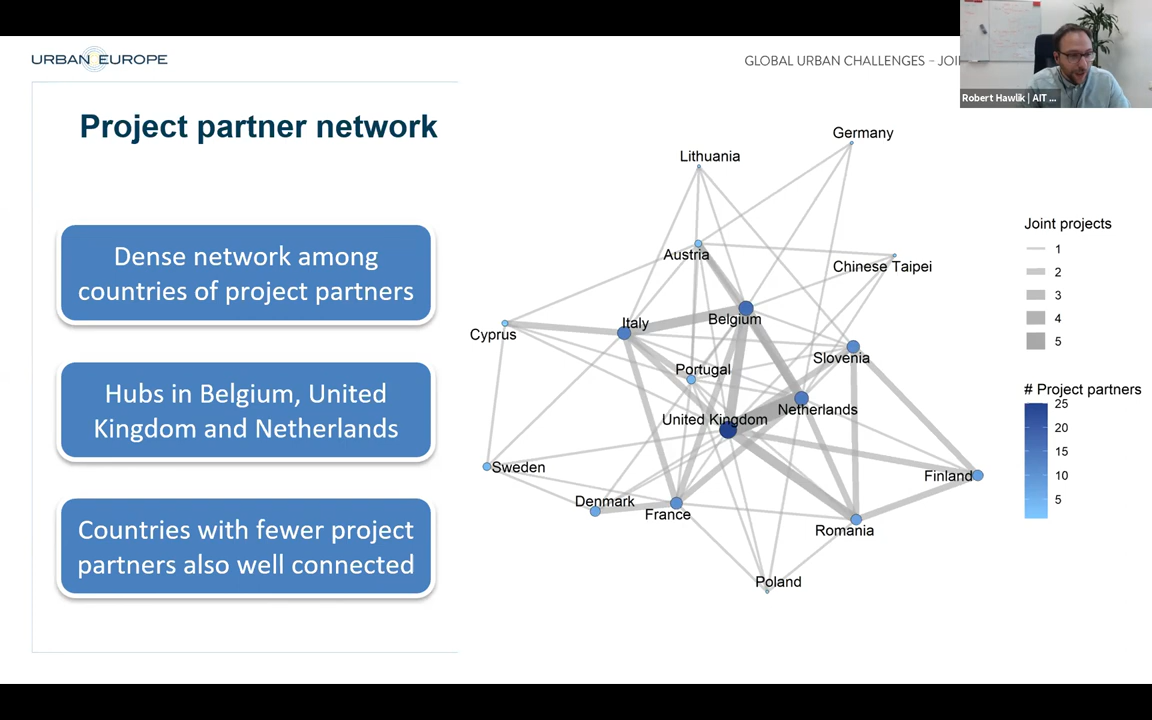 URBAN EUROPE
GLOBAL URBAN CHALLENGES – JOI
Robert Hawlik | AIT ...
Project partner network
Dense network among
countries of project partners
Hubs in Belgium, United
Kingdom and Netherlands
Countries with fewer project
partners also well connected
Germany
Lithuania
Austria
Chinese Taipei
Belgium
Italy
Cyprus
Slovenia
Portugal
Netherlands
United Kingdom
Sweden
Finland
Denmark
France
Romania
Poland
Joint projects
1
2
3
4
5
# Project partners
25
20
15
10
5